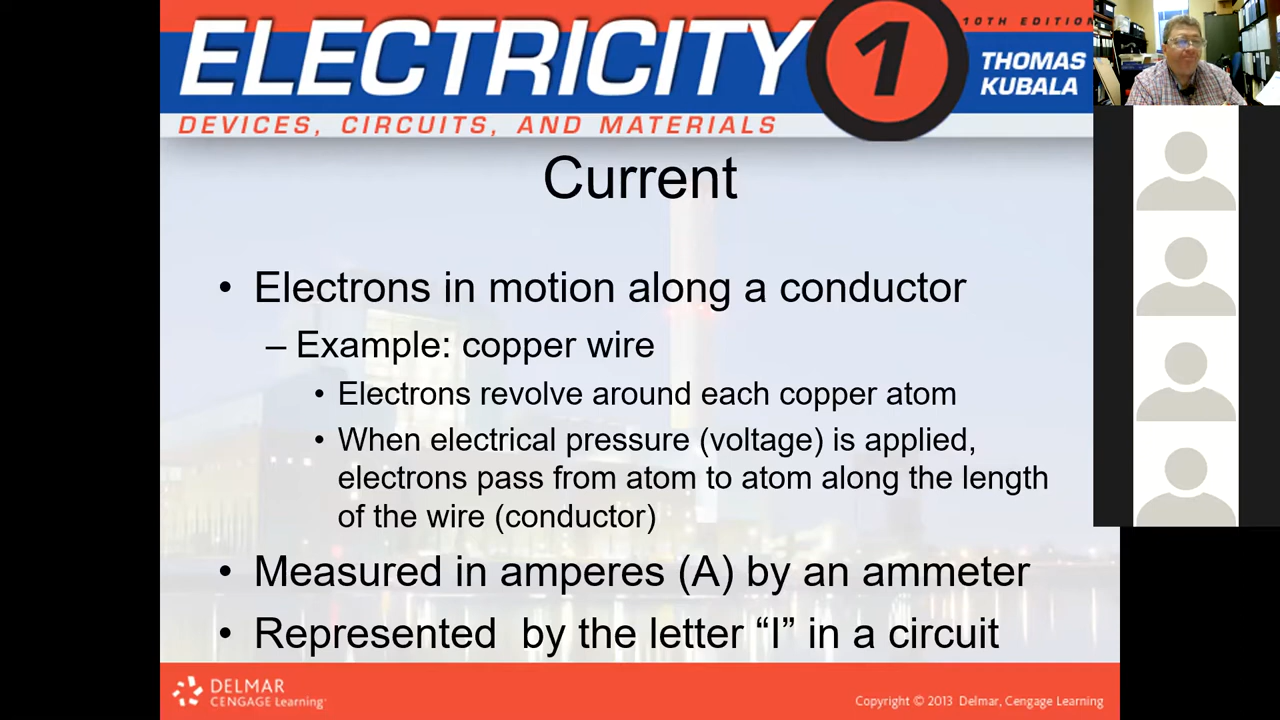 ELECTRICITY 1
10TH EDITION
THOMAS
KUBALA
DEVICES, CIRCUITS, AND MATERIALS
Current
• Electrons in motion along a conductor
– Example: copper wire
• Electrons revolve around each copper atom
• When electrical pressure (voltage) is applied,
electrons pass from atom to atom along the length
of the wire (conductor)
• Measured in amperes (A) by an ammeter
• Represented by the letter “I” in a circuit
DELMAR
CENGAGE Learning
Copyright © 2013 Delmar, Cengage Learning